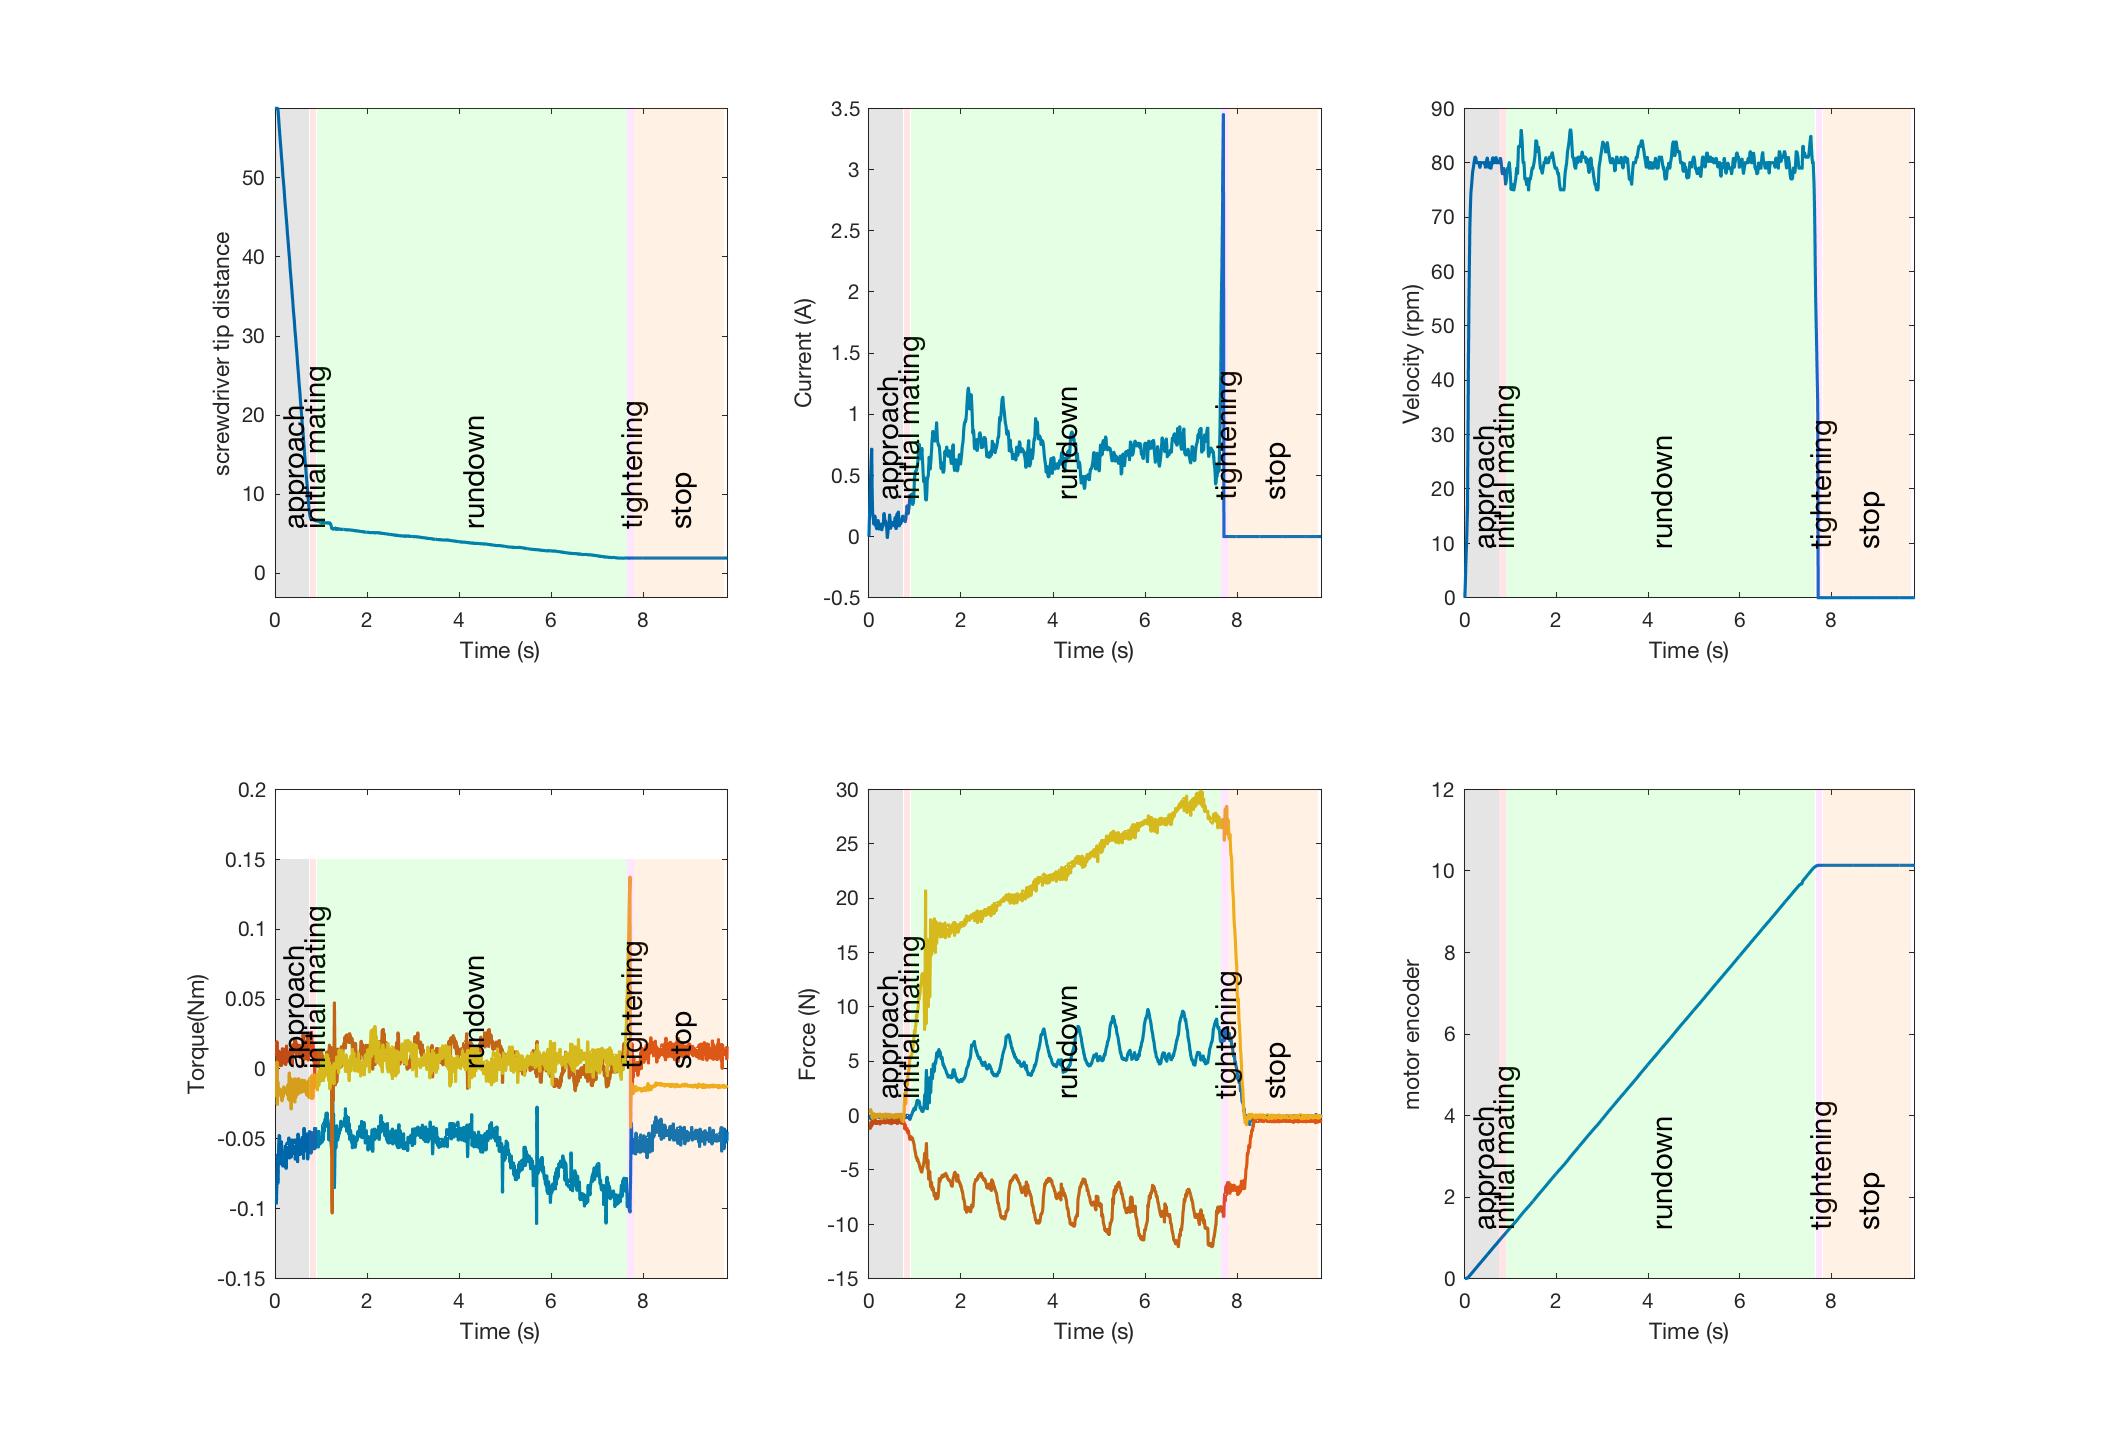 screwdriver tip distance
50
40
30
20
10
0
0 2 4 6 8
Time (s)
approach
initial mating
rundown
tightening
stop
Current (A)
3.5
3
2.5
2
1.5
1
0.5
0
-0.5
0 2 4 6 8
Time (s)
approach
initial mating
rundown
tightening
stop
Velocity (rpm)
90
80
70
60
50
40
30
20
10
0
0 2 4 6 8
Time (s)
approach
initial mating
rundown
tightening
stop
Torque(Nm)
0.2
0.15
0.1
0.05
0
-0.05
-0.1
-0.15
0 2 4 6 8
Time (s)
approach
initial mating
rundown
tightening
stop
Force (N)
30
25
20
15
10
5
0
-5
-10
-15
0 2 4 6 8
Time (s)
approach
initial mating
rundown
tightening
stop
motor encoder
12
10
8
6
4
2
0
0 2 4 6 8
Time (s)
approach
initial mating
rundown
tightening
stop